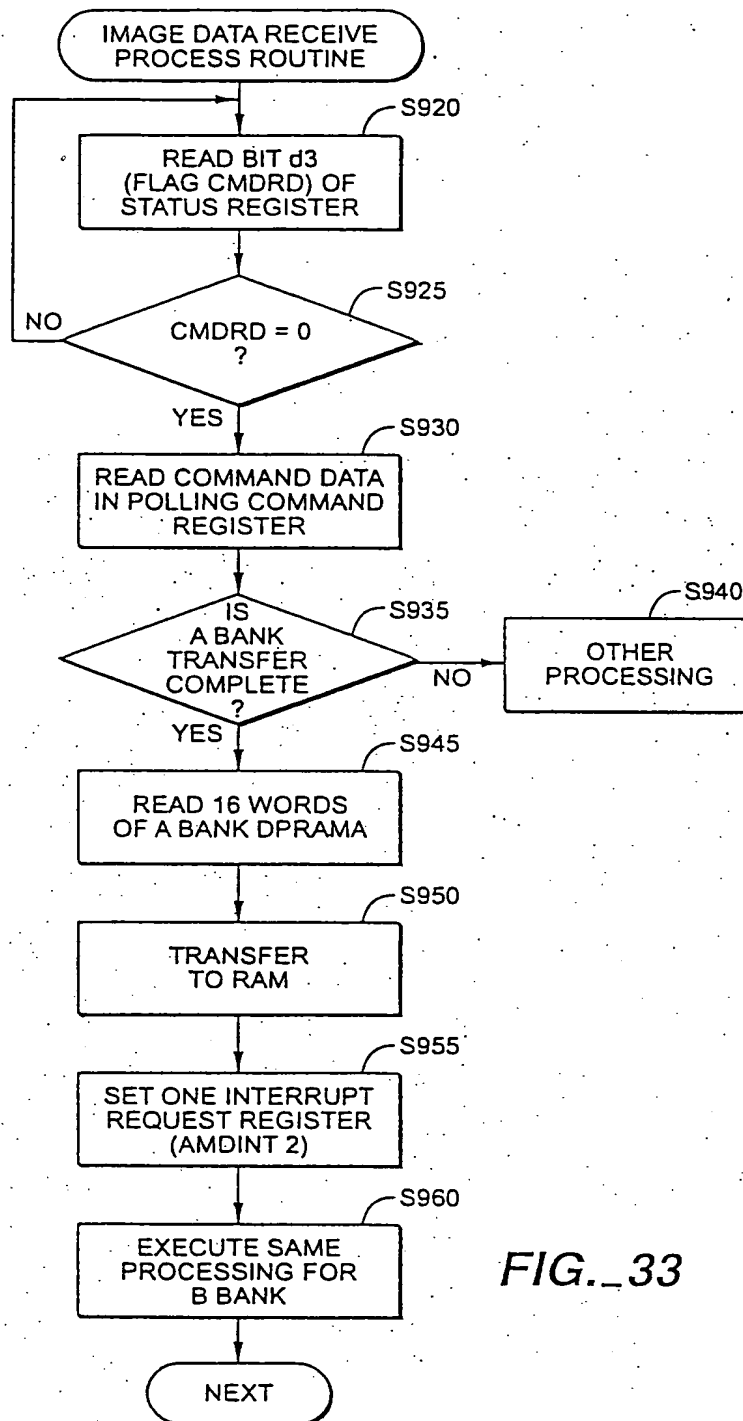 IMAGE DATA RECEIVE
PROCESS ROUTINE
S920
READ BIT d3
(FLAG CMDRD) OF
STATUS REGISTER
S925
NO
CMDRD = 0
?
YES
S930
READ COMMAND DATA
IN POLLING COMMAND
REGISTER
S935
IS
A BANK
TRANSFER
COMPLETE
?
NO
S940
OTHER
PROCESSING
YES
S945
READ 16 WORDS
OF A BANK DPRAMA
S950
TRANSFER
TO RAM
S955
SET ONE INTERRUPT
REQUEST REGISTER
(AMDINT 2)
S960
EXECUTE SAME
PROCESSING FOR
B BANK
FIG._33
NEXT